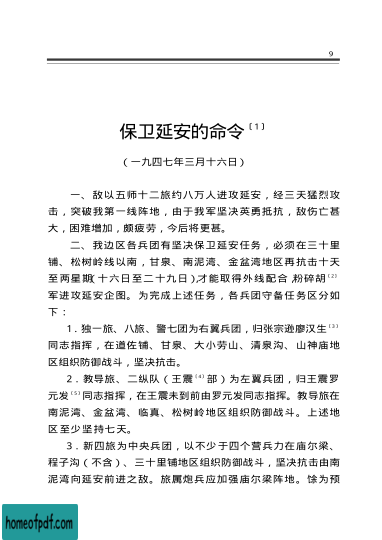 9
保卫延安的命令〔1〕
（一九四七年三月十六日）
一、敌以五师十二旅约八万人进攻延安，经三天猛烈攻
击，突破我第一线阵地，由于我军坚决英勇抵抗，敌伤亡甚
大，困难增加，颇疲劳，今后将更甚。
二、我边区各兵团有坚决保卫延安任务，必须在三十里
铺、松树岭线以南，甘泉、南泥湾、金盆湾地区再抗击十天
至两星期（十六日至二十九日），才能取得外线配合，粉碎胡〔2〕
军进攻延安企图。为完成上述任务，各兵团守备任务区分如
下：
1．独一旅、八旅、警七团为右翼兵团，归张宗逊廖汉生〔3〕
同志指挥，在道佐铺、甘泉、大小劳山、清泉沟、山神庙地
区组织防御战斗，坚决抗击。
2．教导旅、二纵队（王震〔4〕部）为左翼兵团，归王震罗
元发〔5〕同志指挥，在王震未到前由罗元发同志指挥。教导旅在
南泥湾、金盆湾、临真、松树岭地区组织防御战斗。上述地
区至少坚持七天。
3．新四旅为中央兵团，以不少于四个营兵力在庙尔梁、
程子沟（不含）、三十里铺地区组织防御战斗，坚决抗击由南
泥湾向延安前进之敌。旅属炮兵应加强庙尔梁阵地。馀为预
homeofpdf.com